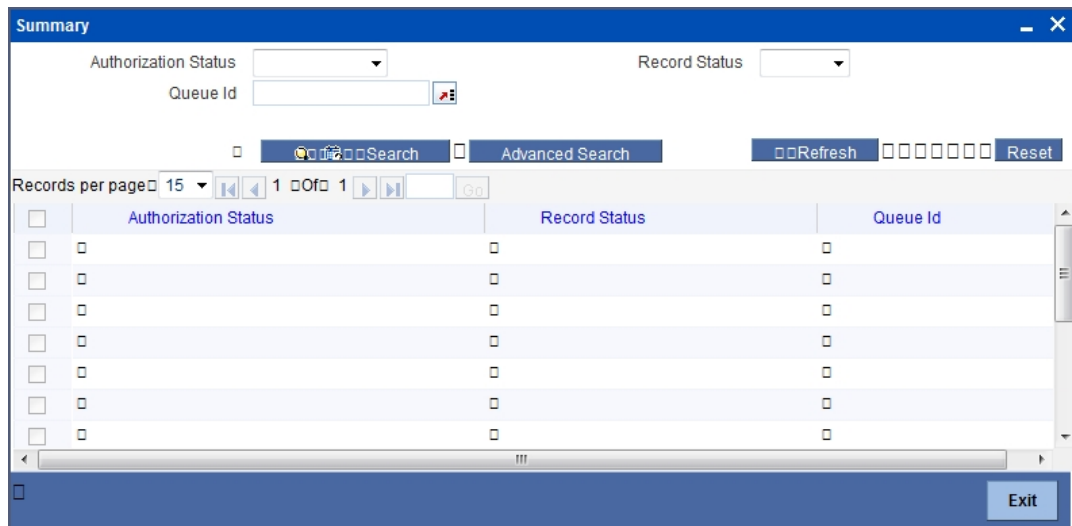 Summary
Authorization Status Record Status
Queue Id
Search Advanced Search Refresh Reset
Records per page 15 1 Of 1 Go
Authorization Status Record Status Queue Id
Exit